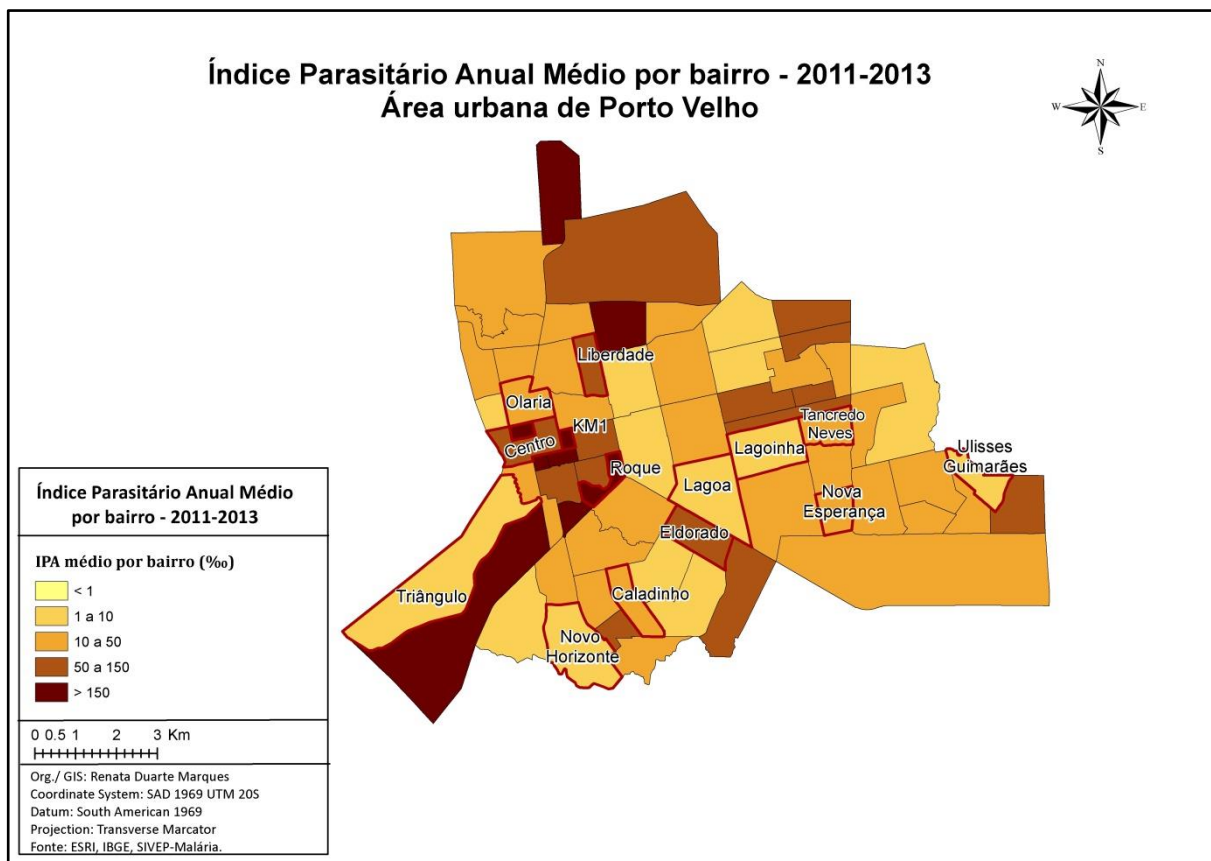 Índice Parasitário Anual Médio por bairro - 2011-2013
Área urbana de Porto Velho
N
W E
S
Liberdade
Olaria
KM1
Centro
Tancredo
Neves
Lagoinha
Ulisses
Guimarães
Roque
Lagoa
Nova
Esperança
Eldorado
Triângulo
Caladinho
Novo
Horizonte
Índice Parasitário Anual Médio
por bairro - 2011-2013
IPA médio por bairro (‰)
< 1
1 a 10
10 a 50
50 a 150
> 150
0 0.5 1 2 3 Km
Org./ GIS: Renata Duarte Marques
Coordinate System: SAD 1969 UTM 20S
Datum: South American 1969
Projection: Transverse Marcator
Fonte: ESRI, IBGE, SIVEP-Malária.